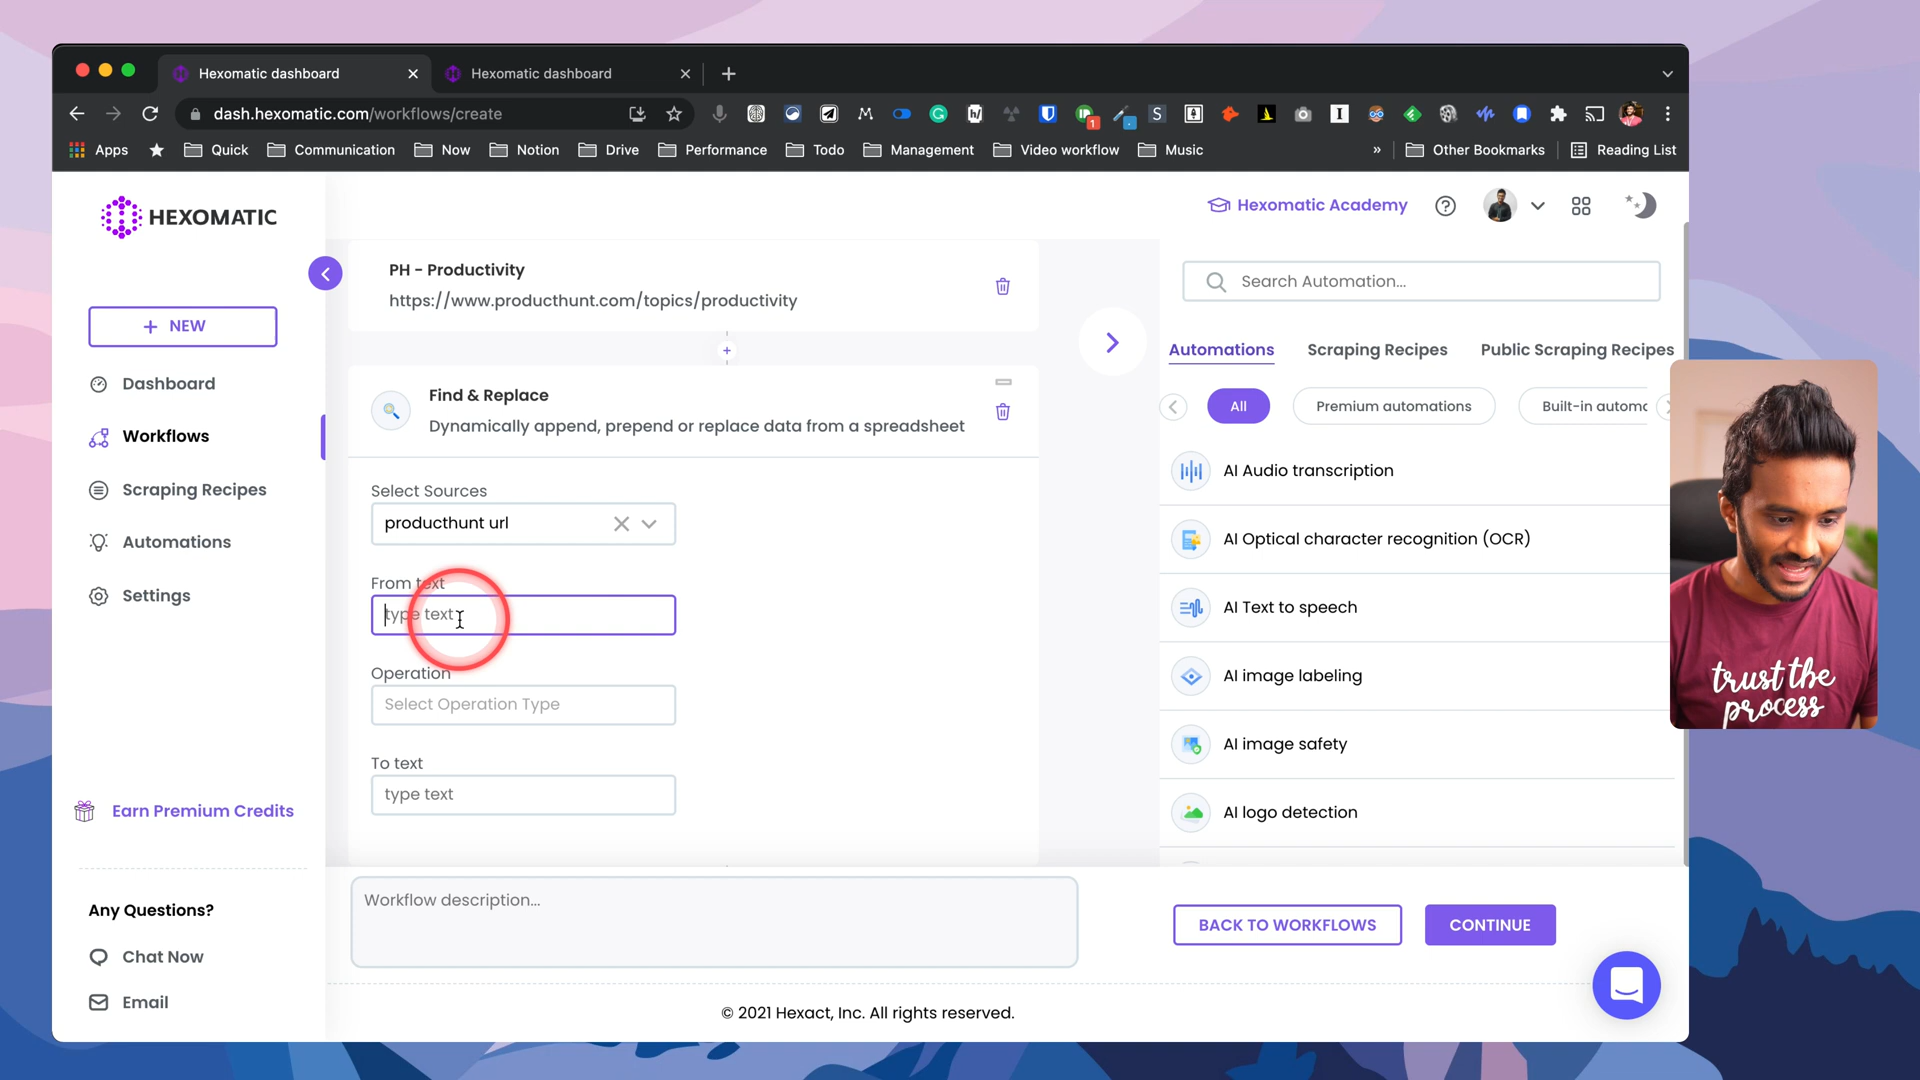 Hexomatic dashboard
Hexomatic dashboard
dash.hexomatic.com/workflows/create
Apps
Quick
Communication
Now
Notion
Drive
Performance
Todo
Management
Video workflow
Music
»
Other Bookmarks
Reading List
HEXOMATIC
Hexomatic Academy
+ NEW
Dashboard
Workflows
Scraping Recipes
Automations
Settings
Earn Premium Credits
Any Questions?
Chat Now
Email
PH - Productivity
https://www.producthunt.com/topics/productivity
Find & Replace
Dynamically append, prepend or replace data from a spreadsheet
Select Sources
producthunt url
From text
type text
Operation
Select Operation Type
To text
type text
Workflow description...
Search Automation...
Automations
Scraping Recipes
Public Scraping Recipes
All
Premium automations
Built-in automc
AI Audio transcription
AI Optical character recognition (OCR)
AI Text to speech
AI image labeling
AI image safety
AI logo detection
BACK TO WORKFLOWS
CONTINUE
© 2021 Hexact, Inc. All rights reserved.
trust the
process